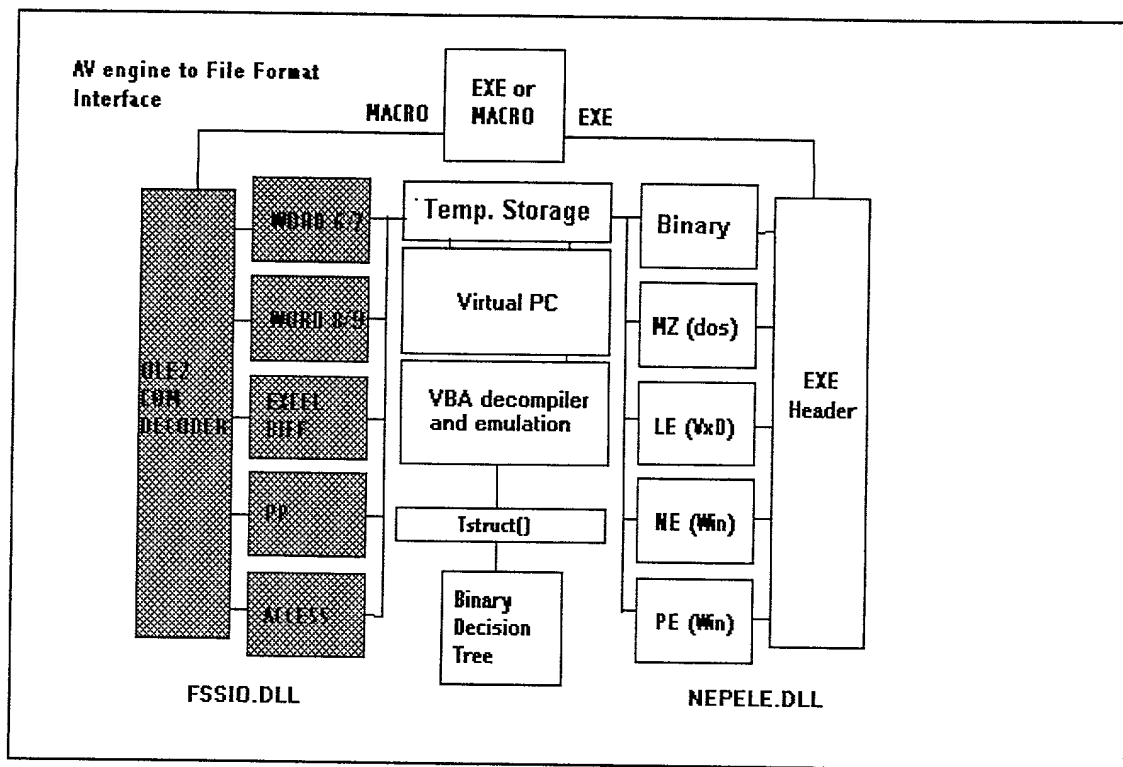 AV engine to File Format
Interface
EXE or
MACRO
MACRO
EXE
WORD 6/7
WORD 8/9
OLE2
COM
DECODER
EXCEL
BIFF
PP
ACCESS
FSSIO.DLL
Temp. Storage
Virtual PC
VBA decompiler
and emulation
Tstruct()
Binary
Decision
Tree
Binary
MZ (dos)
LE (VxD)
NE (Win)
PE (Win)
EXE
Header
NEPELE.DLL